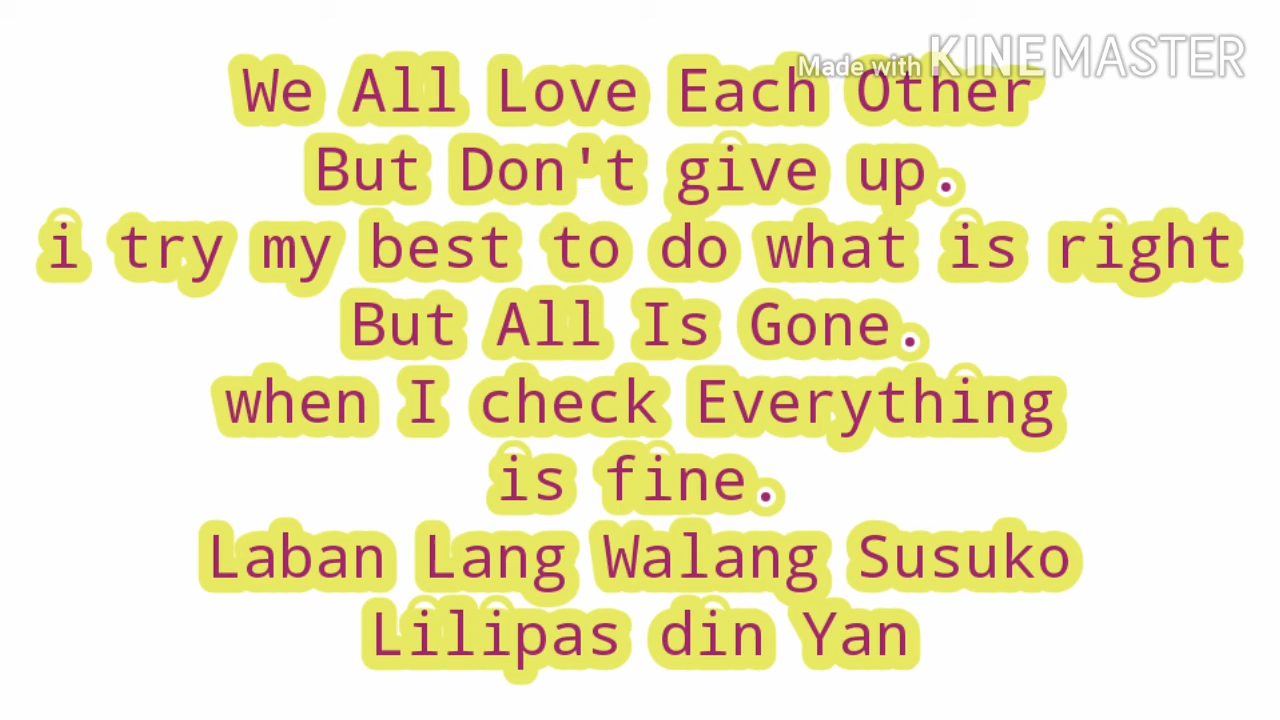 Made with KINEMASTER
We All Love Each Other
But Don't give up.
i try my best to do what is right
But All Is Gone.
when I check Everything
is fine.
Laban Lang Walang Susuko
Lilipas din Yan